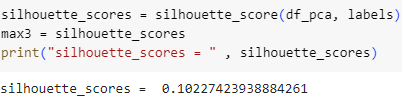 silhouette_scores = silhouette_score(df_pca, labels)
max3 = silhouette_scores
print("silhouette_scores = " , silhouette_scores)
silhouette_scores =  0.10227423938884261